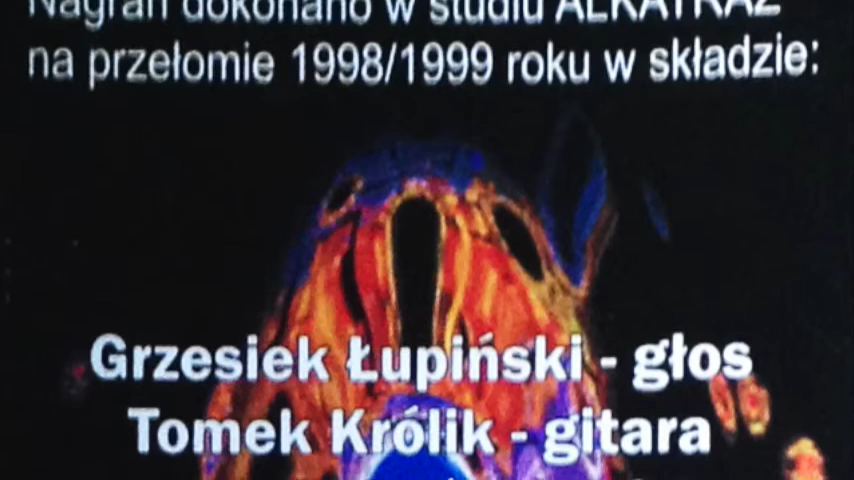 Nagrań dokonano w studiu ALKATRAZ
na przełomie 1998/1999 roku w składzie:
Grzesiek Łupiński - głos
Tomek Królik - gitara